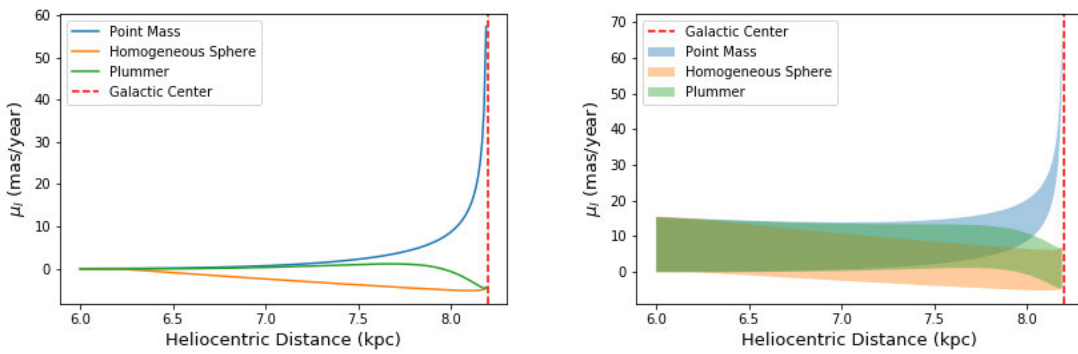 60
50
40
30
20
10
0
μl (mas/year)
Point Mass
Homogeneous Sphere
Plummer
Galactic Center
6.0 6.5 7.0 7.5 8.0
Heliocentric Distance (kpc)
70
60
50
40
30
20
10
0
μl (mas/year)
Galactic Center
Point Mass
Homogeneous Sphere
Plummer
6.0 6.5 7.0 7.5 8.0
Heliocentric Distance (kpc)